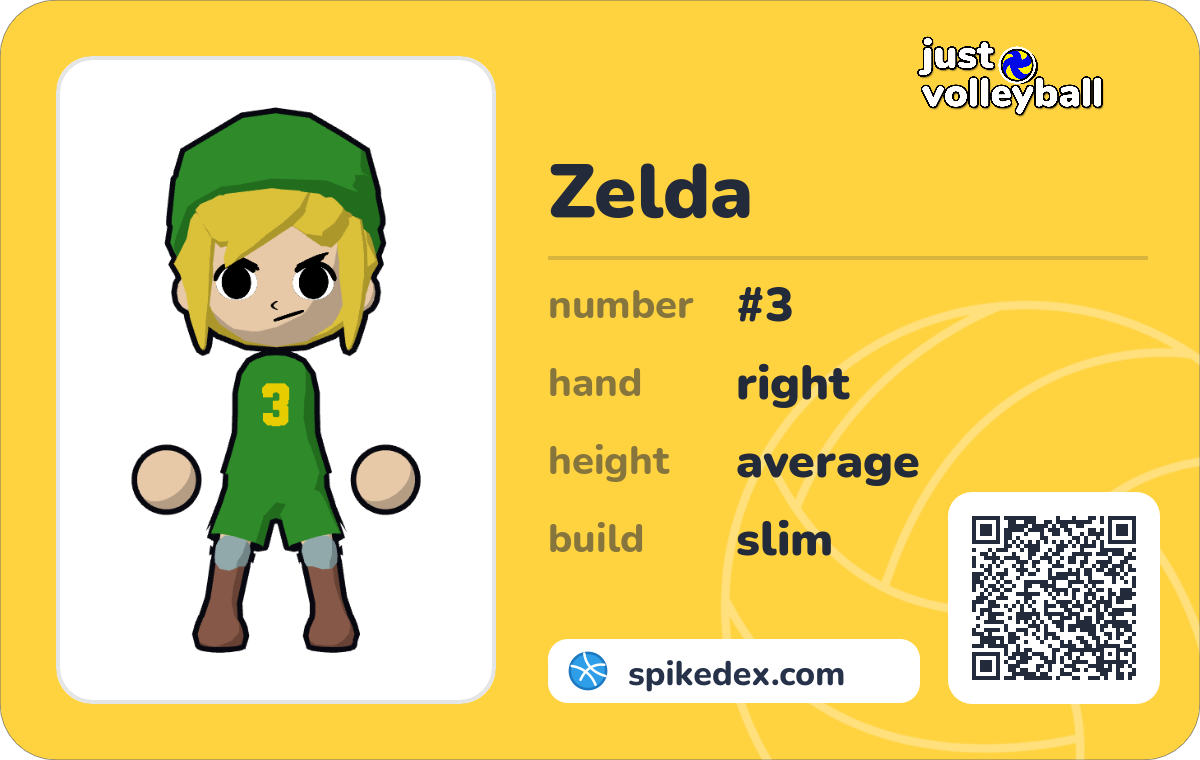 just
volleyball
Zelda
number #3
hand right
height average
build slim
3
spikedex.com